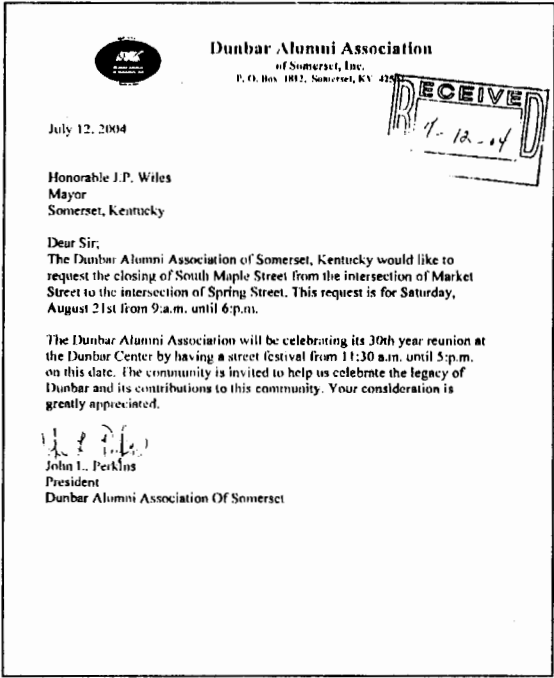 Dunbar Alumni Association
of Somerset, Inc.
P. O. Box 1812, Somerset, KY
RECEIVED
7-12-04
July 12, 2004
Honorable J.P. Wiles
Mayor
Somerset, Kentucky
Dear Sir;
The Dunbar Alumni Association of Somerset, Kentucky would like to
request the closing of South Maple Street from the intersection of Market
Street to the intersection of Spring Street. This request is for Saturday,
August 21st from 9:a.m. until 6:p.m.
The Dunbar Alumni Association will be celebrating its 30th year reunion at
the Dunbar Center by having a street festival from 11:30 a.m. until 5:p.m.
on this date. The community is invited to help us celebrate the legacy of
Dunbar and its contributions to this community. Your consideration is
greatly appreciated.
John L. Perkins
President
Dunbar Alumni Association Of Somerset